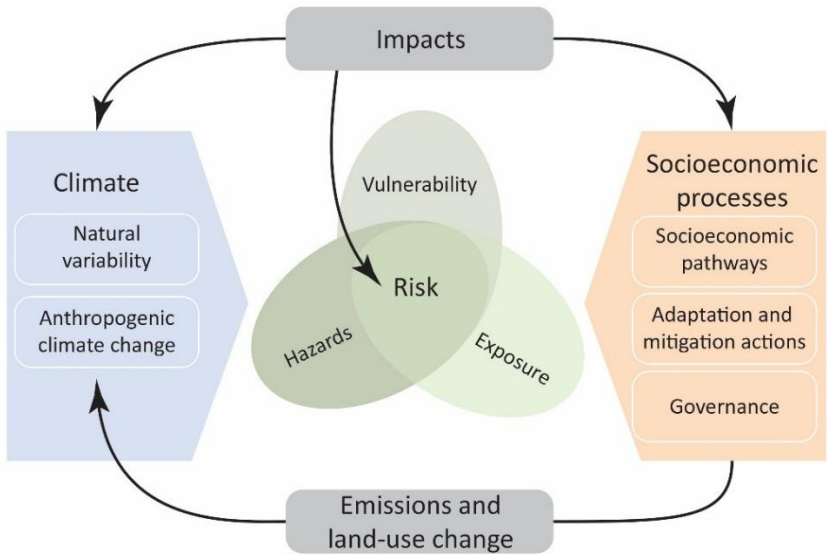 Impacts
Climate
Natural
variability
Anthropogenic
climate change
Vulnerability
Hazards
Risk
Exposure
Socioeconomic
processes
Socioeconomic
pathways
Adaptation and
mitigation actions
Governance
Emissions and
land-use change